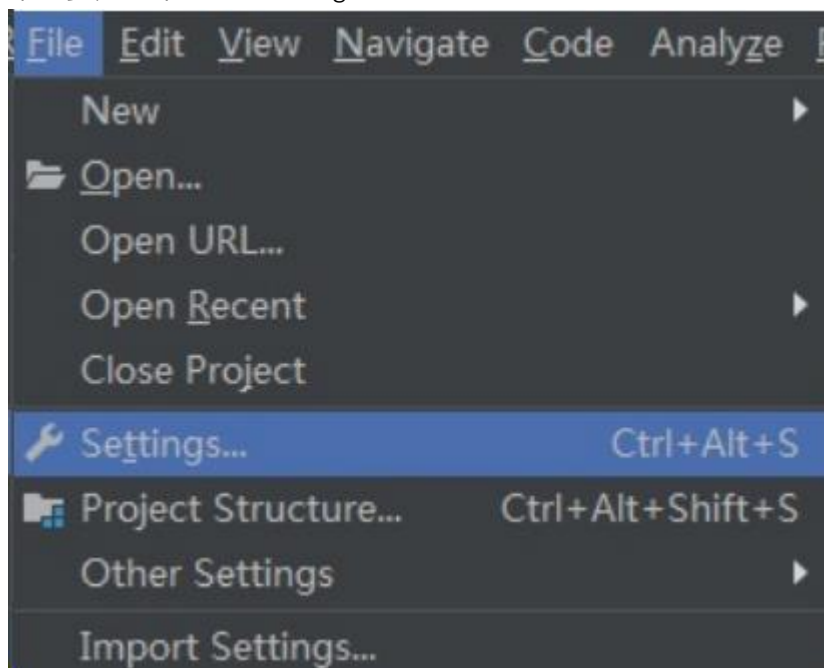 File Edit View Navigate Code Analyze
New
Open...
Open URL...
Open Recent
Close Project
Settings... Ctrl+Alt+S
Project Structure... Ctrl+Alt+Shift+S
Other Settings
Import Settings...